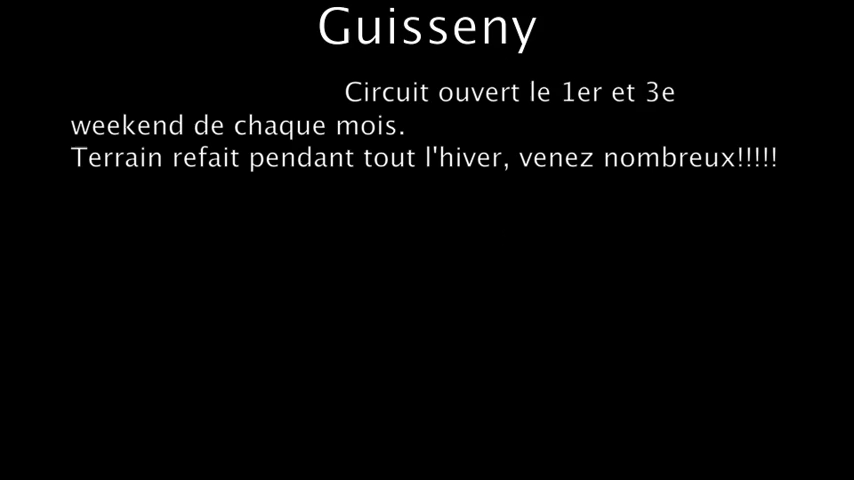 Guisseny
Circuit ouvert le 1er et 3e
weekend de chaque mois.
Terrain refait pendant tout l'hiver, venez nombreux!!!!!